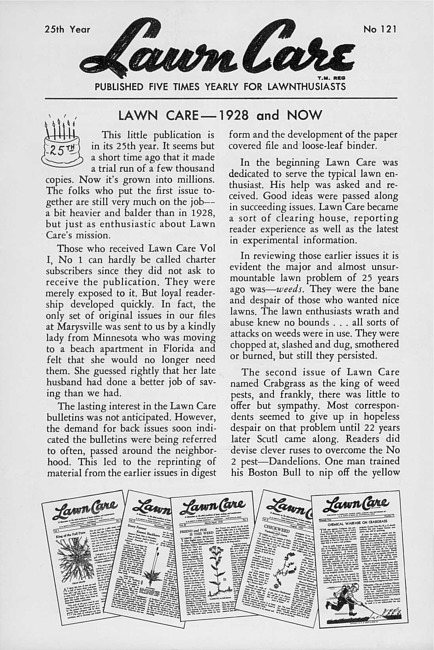 25th Year
No 121
Lawn Care
T.M. REG
PUBLISHED FIVE TIMES YEARLY FOR LAWNTHUSIASTS
LAWN CARE—1928 and NOW
25TH
This little publication is
in its 25th year. It seems but
a short time ago that it made
a trial run of a few thousand
copies. Now it's grown into millions.
The folks who put the first issue to-
gether are still very much on the job—
a bit heavier and balder than in 1928,
but just as enthusiastic about Lawn
Care's mission.
Those who received Lawn Care Vol
I, No 1 can hardly be called charter
subscribers since they did not ask to
receive the publication. They were
merely exposed to it. But loyal reader-
ship developed quickly. In fact, the
only set of original issues in our files
at Marysville was sent to us by a kindly
lady from Minnesota who was moving
to a beach apartment in Florida and
felt that she would no longer need
them. She guessed rightly that her late
husband had done a better job of sav-
ing than we had.
The lasting interest in the Lawn Care
bulletins was not anticipated. However,
the demand for back issues soon indi-
cated the bulletins were being referred
to often, passed around the neighbor-
hood. This led to the reprinting of
material from the earlier issues in digest
form and the development of the paper
covered file and loose-leaf binder.
In the beginning Lawn Care was
dedicated to serve the typical lawn en-
thusiast. His help was asked and re-
ceived. Good ideas were passed along
in succeeding issues. Lawn Care became
a sort of clearing house, reporting
reader experience as well as the latest
in experimental information.
In reviewing those earlier issues it is
evident the major and almost unsur-
mountable lawn problem of 25 years
ago was—weeds. They were the bane
and despair of those who wanted nice
lawns. The lawn enthusiasts wrath and
abuse knew no bounds . . . all sorts of
attacks on weeds were in use. They were
chopped at, slashed and dug, smothered
or burned, but still they persisted.
The second issue of Lawn Care
named Crabgrass as the king of weed
pests, and frankly, there was little to
offer but sympathy. Most correspon-
dents seemed to give up in hopeless
despair on that problem until 22 years
later Scutl came along. Readers did
devise clever ruses to overcome the No
2 pest—Dandelions. One man trained
his Boston Bull to nip off the yellow
Lawn Care
Lawn
Lawn Care
Lawn C
Lawn Care
CHICKWEED
CHEMICAL WARFARE ON CRABGRASS